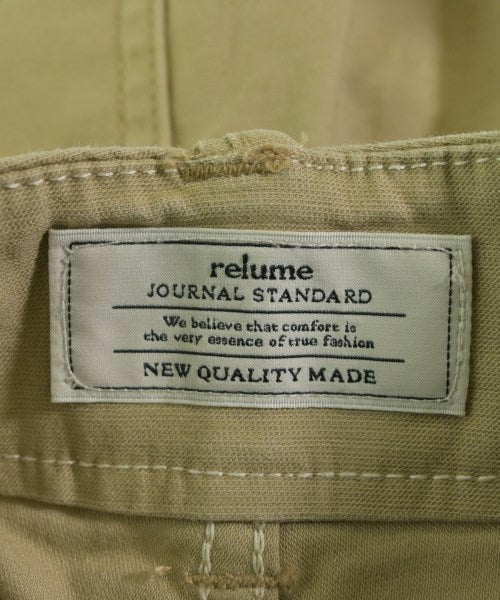 relume
JOURNAL STANDARD
We believe that comfort is
the very essence of true fashion
NEW QUALITY MADE